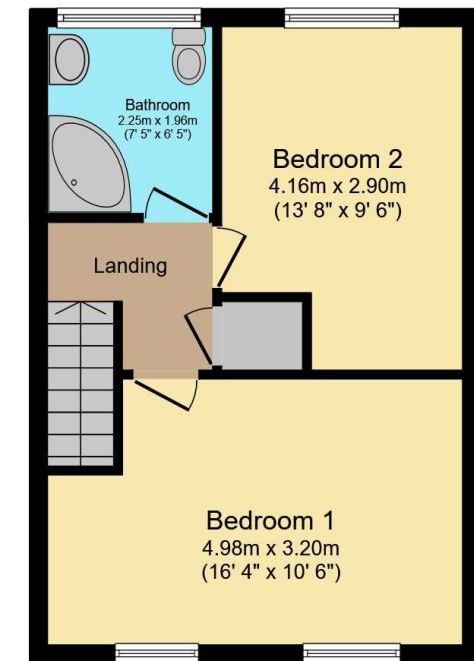 Bathroom
2.25m x 1.96m
(7' 5" x 6' 5")
Bedroom 2
4.16m x 2.90m
(13' 8" x 9' 6")
Landing
Bedroom 1
4.98m x 3.20m
(16' 4" x 10' 6")